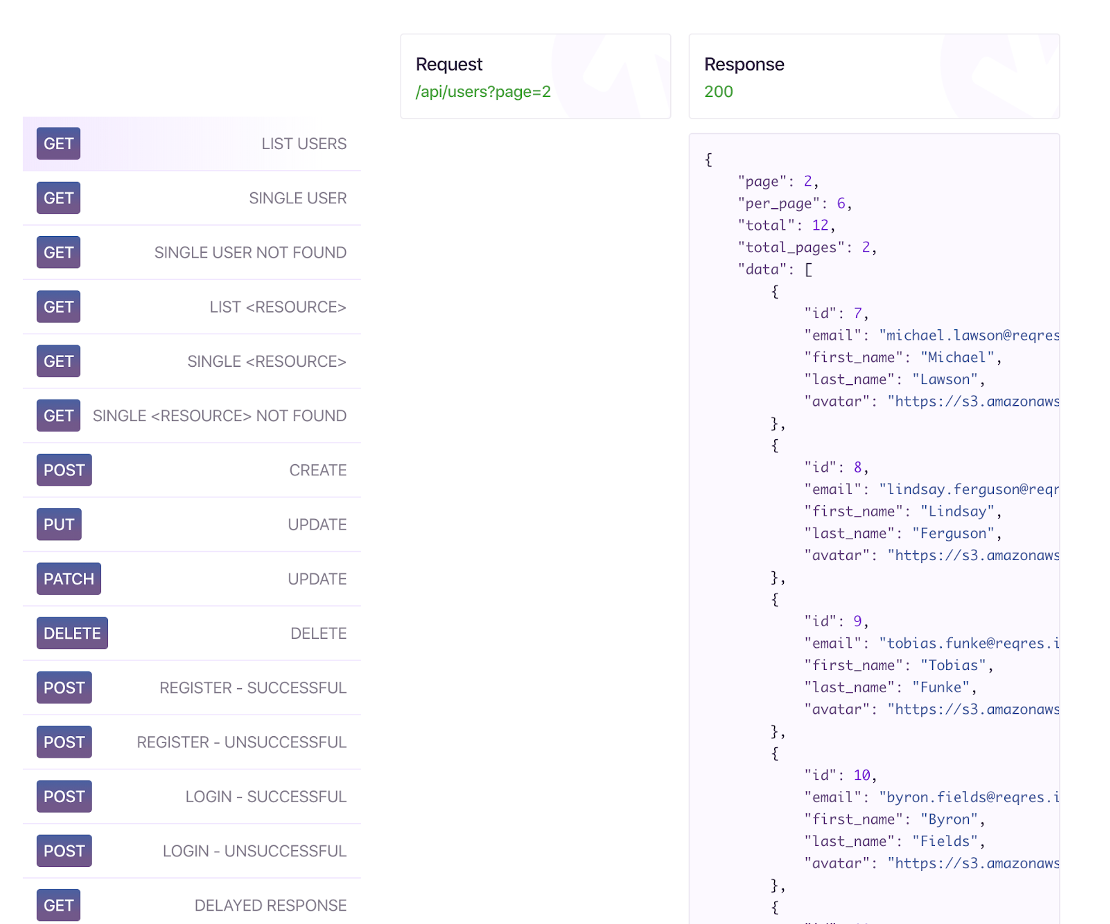 Request
/api/users?page=2
Response
200
GET LIST USERS
GET SINGLE USER
GET SINGLE USER NOT FOUND
GET LIST <RESOURCE>
GET SINGLE <RESOURCE>
GET SINGLE <RESOURCE> NOT FOUND
POST CREATE
PUT UPDATE
PATCH UPDATE
DELETE DELETE
POST REGISTER - SUCCESSFUL
POST REGISTER - UNSUCCESSFUL
POST LOGIN - SUCCESSFUL
POST LOGIN - UNSUCCESSFUL
GET DELAYED RESPONSE
{
"page": 2,
"per_page": 6,
"total": 12,
"total_pages": 2,
"data": [
{
"id": 7,
"email": "michael.lawson@reqres
"first_name": "Michael",
"last_name": "Lawson",
"avatar": "https://s3.amazonaws
},
{
"id": 8,
"email": "lindsay.ferguson@reqr
"first_name": "Lindsay",
"last_name": "Ferguson",
"avatar": "https://s3.amazonaws
},
{
"id": 9,
"email": "tobias.funke@reqres.i
"first_name": "Tobias",
"last_name": "Funke",
"avatar": "https://s3.amazonaws
},
{
"id": 10,
"email": "byron.fields@reqres.i
"first_name": "Byron",
"last_name": "Fields",
"avatar": "https://s3.amazonaws
},
{